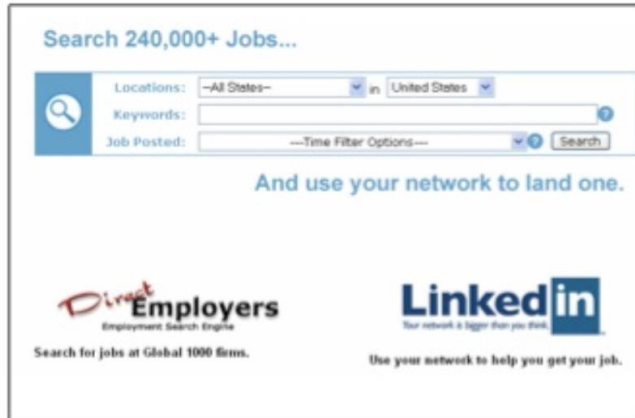 Search 240,000+ Jobs...
Locations: --All States-- in United States
Keywords: ?
Job Posted: ---Time Filter Options---- ? Search
And use your network to land one.
Direct Employers
Employment Search Engine
Search for jobs at Global 1000 firms.
Linked in
Your network is bigger than you think.
Use your network to help you get your job.